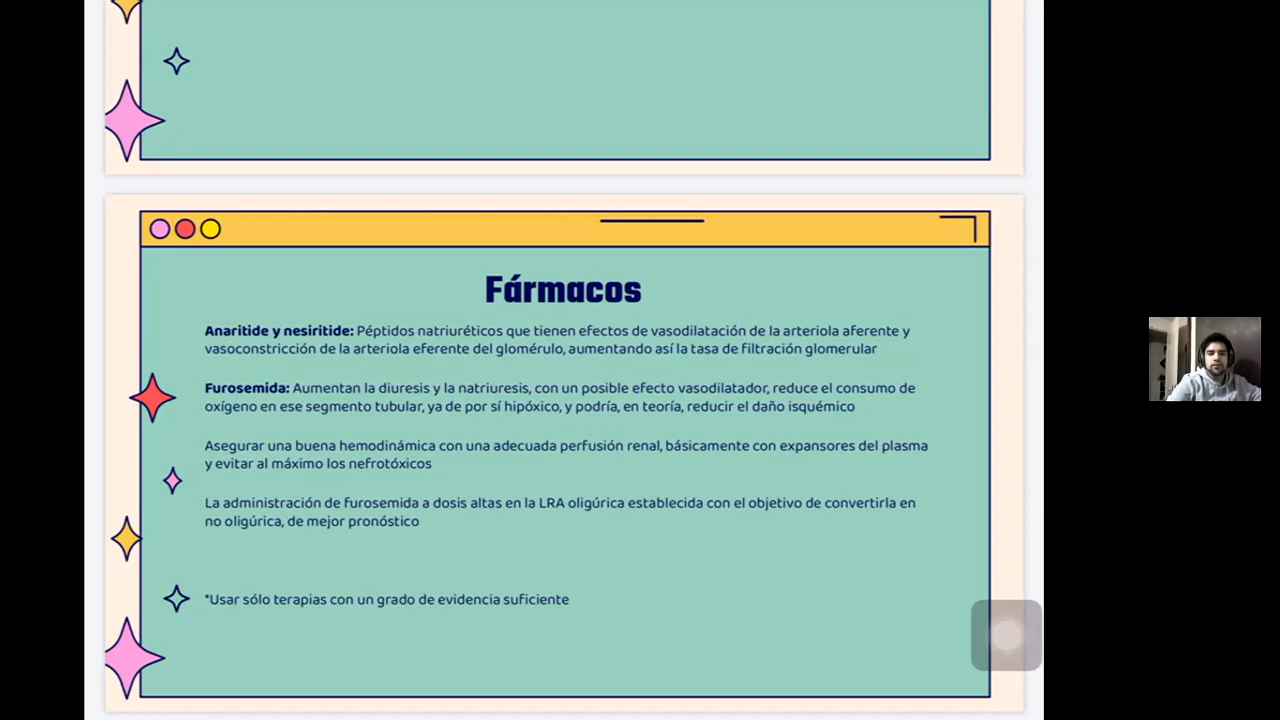 Fármacos
Anaritide y nesiritide: Péptidos natriuréticos que tienen efectos de vasodilatación de la arteriola aferente y
vasoconstricción de la arteriola eferente del glomérulo, aumentando así la tasa de filtración glomerular
Furosemida: Aumentan la diuresis y la natriuresis, con un posible efecto vasodilatador, reduce el consumo de
oxígeno en ese segmento tubular, ya de por sí hipóxico, y podría, en teoría, reducir el daño isquémico
Asegurar una buena hemodinámica con una adecuada perfusión renal, básicamente con expansores del plasma
y evitar al máximo los nefrotóxicos
La administración de furosemida a dosis altas en la LRA oligúrica establecida con el objetivo de convertirla en
no oligúrica, de mejor pronóstico
*Usar sólo terapias con un grado de evidencia suficiente